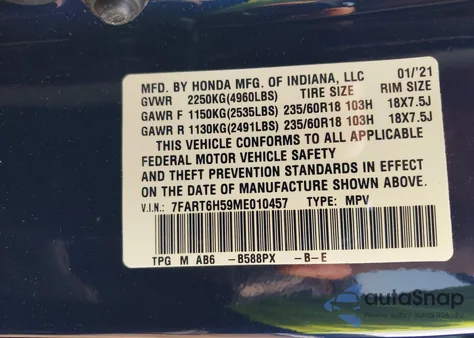 MFD. BY HONDA MFG. OF INDIANA, LLC 01/'21
GVWR 2250KG(4960LBS) TIRE SIZE RIM SIZE
GAWR F 1150KG(2535LBS) 235/60R18 103H 18X7.5J
GAWR R 1130KG(2491LBS) 235/60R18 103H 18X7.5J
THIS VEHICLE CONFORMS TO ALL APPLICABLE
FEDERAL MOTOR VEHICLE SAFETY
AND THEFT PREVENTION STANDARDS IN EFFECT
ON THE DATE OF MANUFACTURE SHOWN ABOVE.
V.I.N.: 7FART6H59ME010457 TYPE: MPV
TPG M AB6 -B588PX -B-E
autoSnap